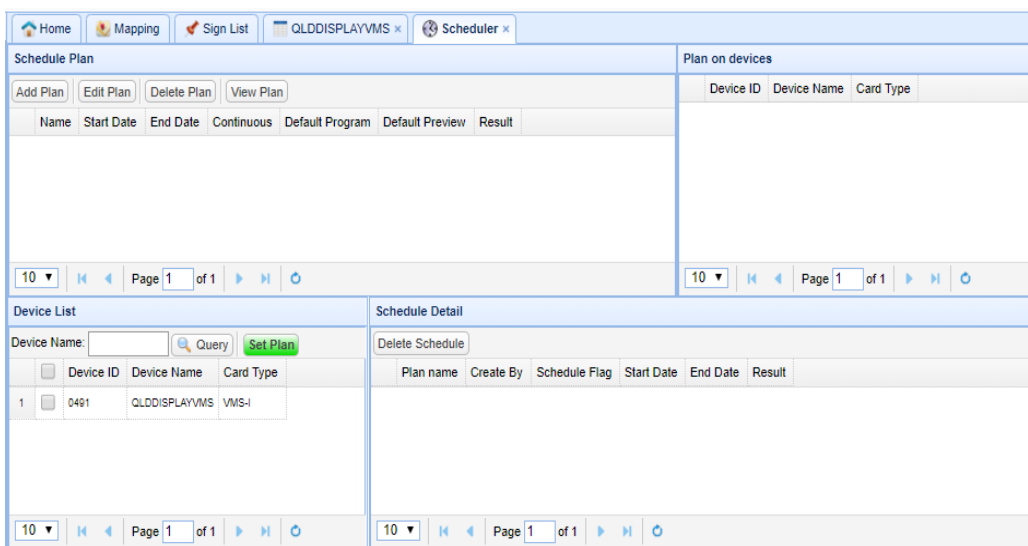 Home Mapping Sign List QLDDISPLAYVMS × Scheduler ×
Schedule Plan
Add Plan Edit Plan Delete Plan View Plan
Name Start Date End Date Continuous Default Program Default Preview Result
10 Page 1 of 1
Plan on devices
Device ID Device Name Card Type
10 Page 1 of 1
Device List
Device Name: Query Set Plan
Device ID Device Name Card Type
1 0491 QLDDISPLAYVMS VMS-I
10 Page 1 of 1
Schedule Detail
Delete Schedule
Plan name Create By Schedule Flag Start Date End Date Result
10 Page 1 of 1